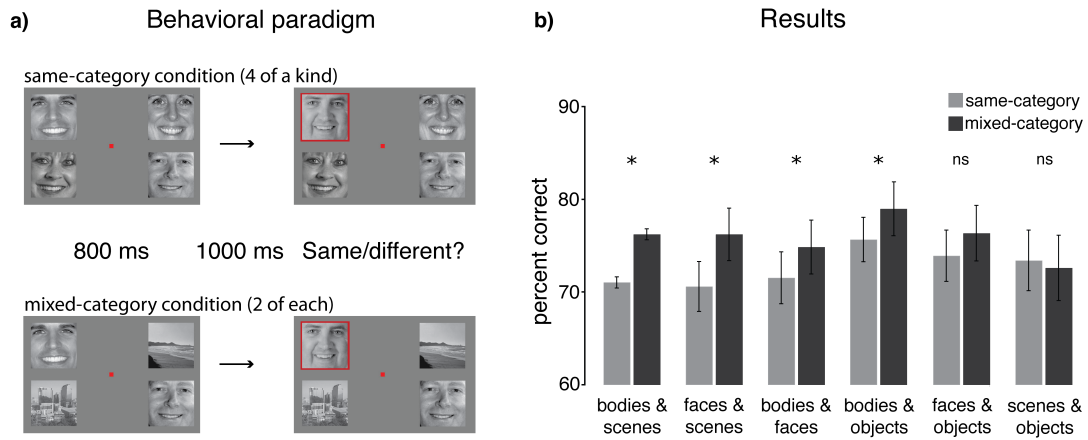 a)
Behavioral paradigm
same-category condition (4 of a kind)
800 ms
1000 ms
Same/different?
mixed-category condition (2 of each)
b)
Results
same-category
mixed-category
percent correct
90
80
70
60
*
*
*
*
ns
ns
bodies &
scenes
faces &
scenes
bodies &
faces
bodies &
objects
faces &
objects
scenes &
objects